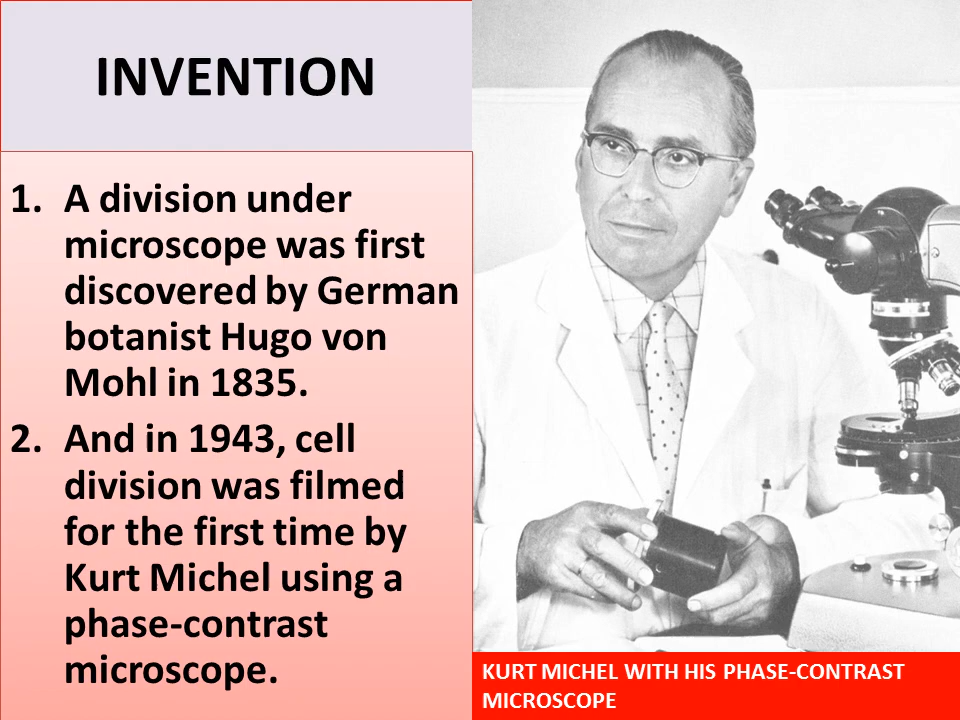 INVENTION
1. A division under
microscope was first
discovered by German
botanist Hugo von
Mohl in 1835.
2. And in 1943, cell
division was filmed
for the first time by
Kurt Michel using a
phase-contrast
microscope.
KURT MICHEL WITH HIS PHASE-CONTRAST
MICROSCOPE